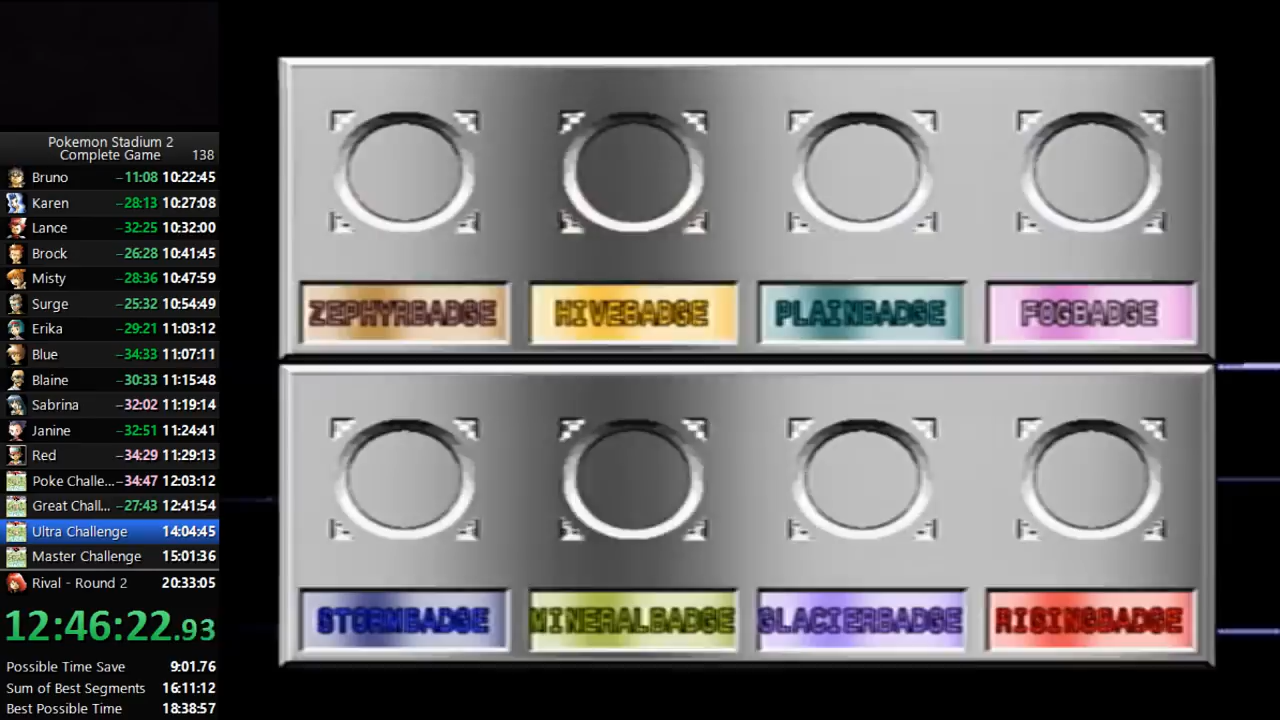 Pokemon Stadium 2
Complete Game 138
Bruno -11:08 10:22:45
Karen -28:13 10:27:08
Lance -32:25 10:32:00
Brock -26:28 10:41:45
Misty -28:36 10:47:59
Surge -25:32 10:54:49
Erika -29:21 11:03:12
Blue -34:33 11:07:11
Blaine -30:33 11:15:48
Sabrina -32:02 11:19:14
Janine -32:51 11:24:41
Red -34:29 11:29:13
Poke Challe... -34:47 12:03:12
Great Chall... -27:43 12:41:54
Ultra Challenge 14:04:45
Master Challenge 15:01:36
Rival - Round 2 20:33:05
12:46:22.93
Possible Time Save 9:01.76
Sum of Best Segments 16:11:12
Best Possible Time 18:38:57
ZEPHYRBADGE HIVEBADGE PLAINBADGE FOGBADGE
STORMBADGE MINERALBADGE GLACIERBADGE RISINGBADGE